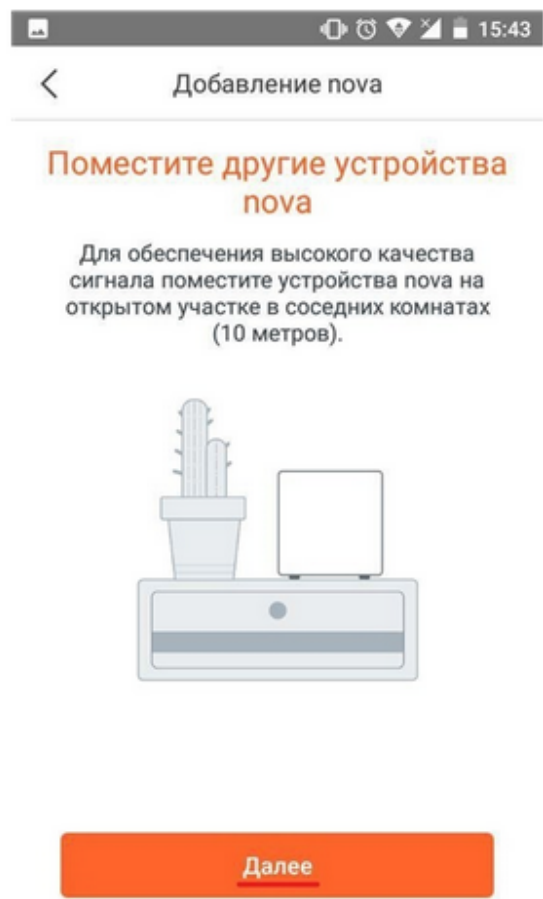 15:43
Добавление nova
Поместите другие устройства
nova
Для обеспечения высокого качества
сигнала поместите устройства nova на
открытом участке в соседних комнатах
(10 метров).
Далее